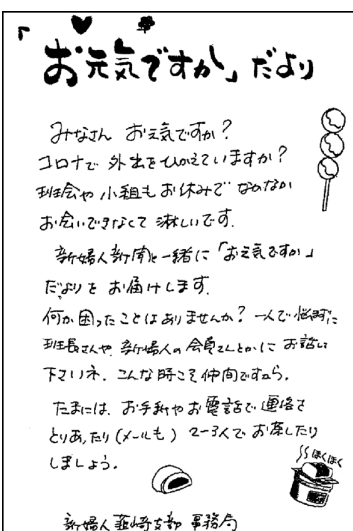 「お元気ですか」だより
みなさん お元気ですか?
コロナで 外出をひかえていますか?
班会や 小組もお休みで なかなか
お会いできなくて 淋しいです.
新婦人新聞と一緒に「お元気ですか」
だよりを お届けします.
何か困ったことはありませんか? 一人で悩まずに
班長さんや、新婦人の会員さんとかに お話して
下さいネ. こんな時こそ仲間ですから.
たまには、お手紙やお電話で 連絡を
とりあったり(メールも) 2〜3人で お茶したり
しましょう.
ほくほく
新婦人 韮崎支部 事務局